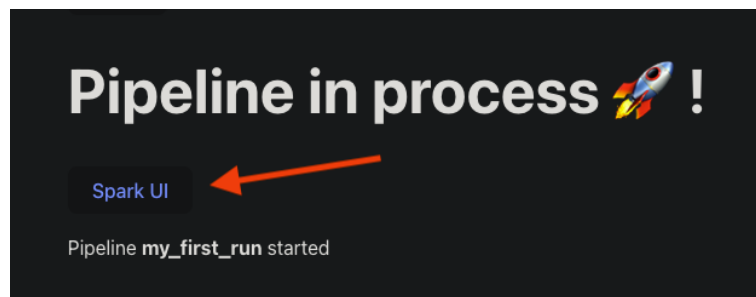 Pipeline in process 🚀 !
Spark UI
Pipeline my_first_run started